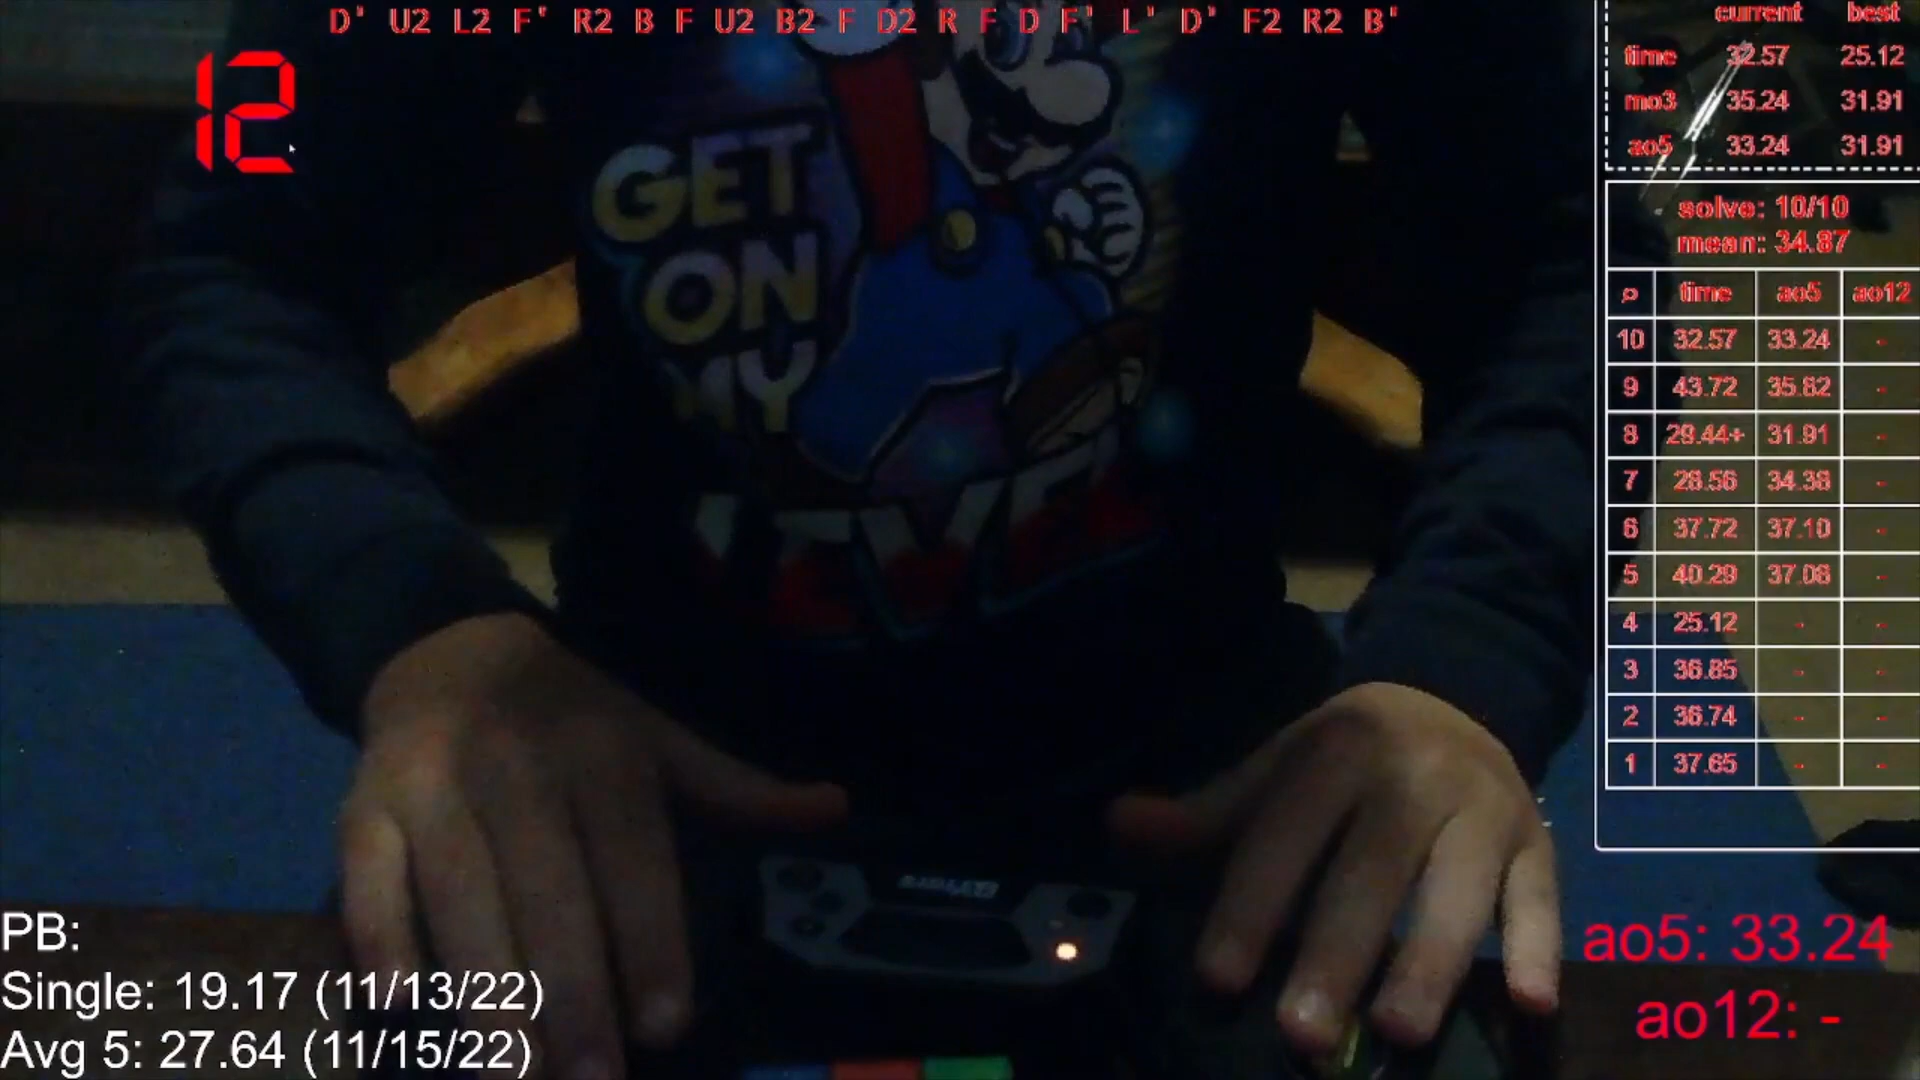 D' U2 L2 F' R2 B F U2 B2 F D2 R F D F' L' D' F2 R2 B'
12
current best
time 32.57 25.12
mo3 35.24 31.91
ao5 33.24 31.91
solve: 10/10
mean: 34.87
time ao5 ao12
10 32.57 33.24 -
9 43.72 35.82 -
8 29.44+ 31.91 -
7 28.56 34.38 -
6 37.72 37.10 -
5 40.29 37.08 -
4 25.12 - -
3 36.85 - -
2 36.74 - -
1 37.65 - -
GET
ON
MY
LEVEL
PB:
Single: 19.17 (11/13/22)
Avg 5: 27.64 (11/15/22)
ao5: 33.24
ao12: -